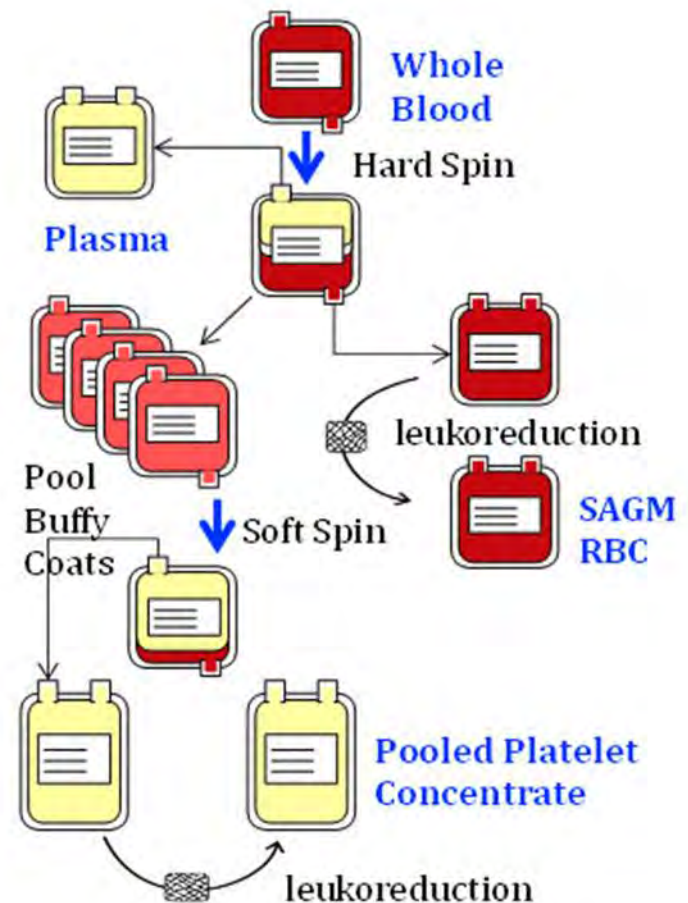 Whole
Blood
Hard Spin
Plasma
leukoreduction
Pool
Buffy
Coats
Soft Spin
SAGM
RBC
Pooled Platelet
Concentrate
leukoreduction